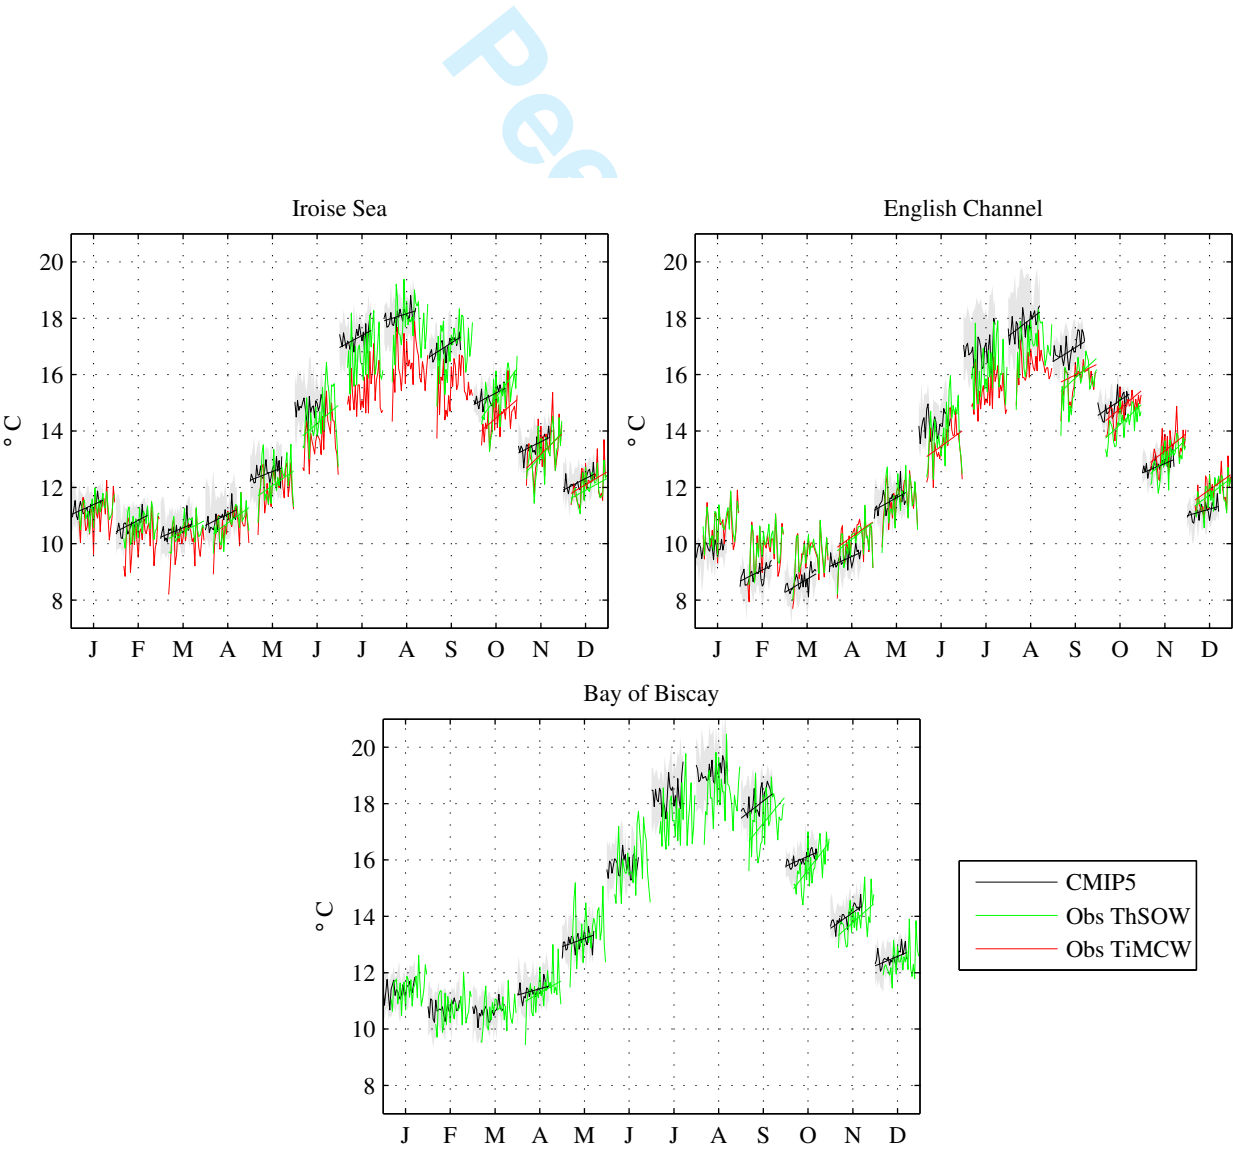 Pee
Iroise Sea
English Channel
° C
20
18
16
14
12
10
8
J F M A M J J A S O N D
° C
20
18
16
14
12
10
8
J F M A M J J A S O N D
Bay of Biscay
° C
20
18
16
14
12
10
8
J F M A M J J A S O N D
CMIP5
Obs ThSOW
Obs TiMCW